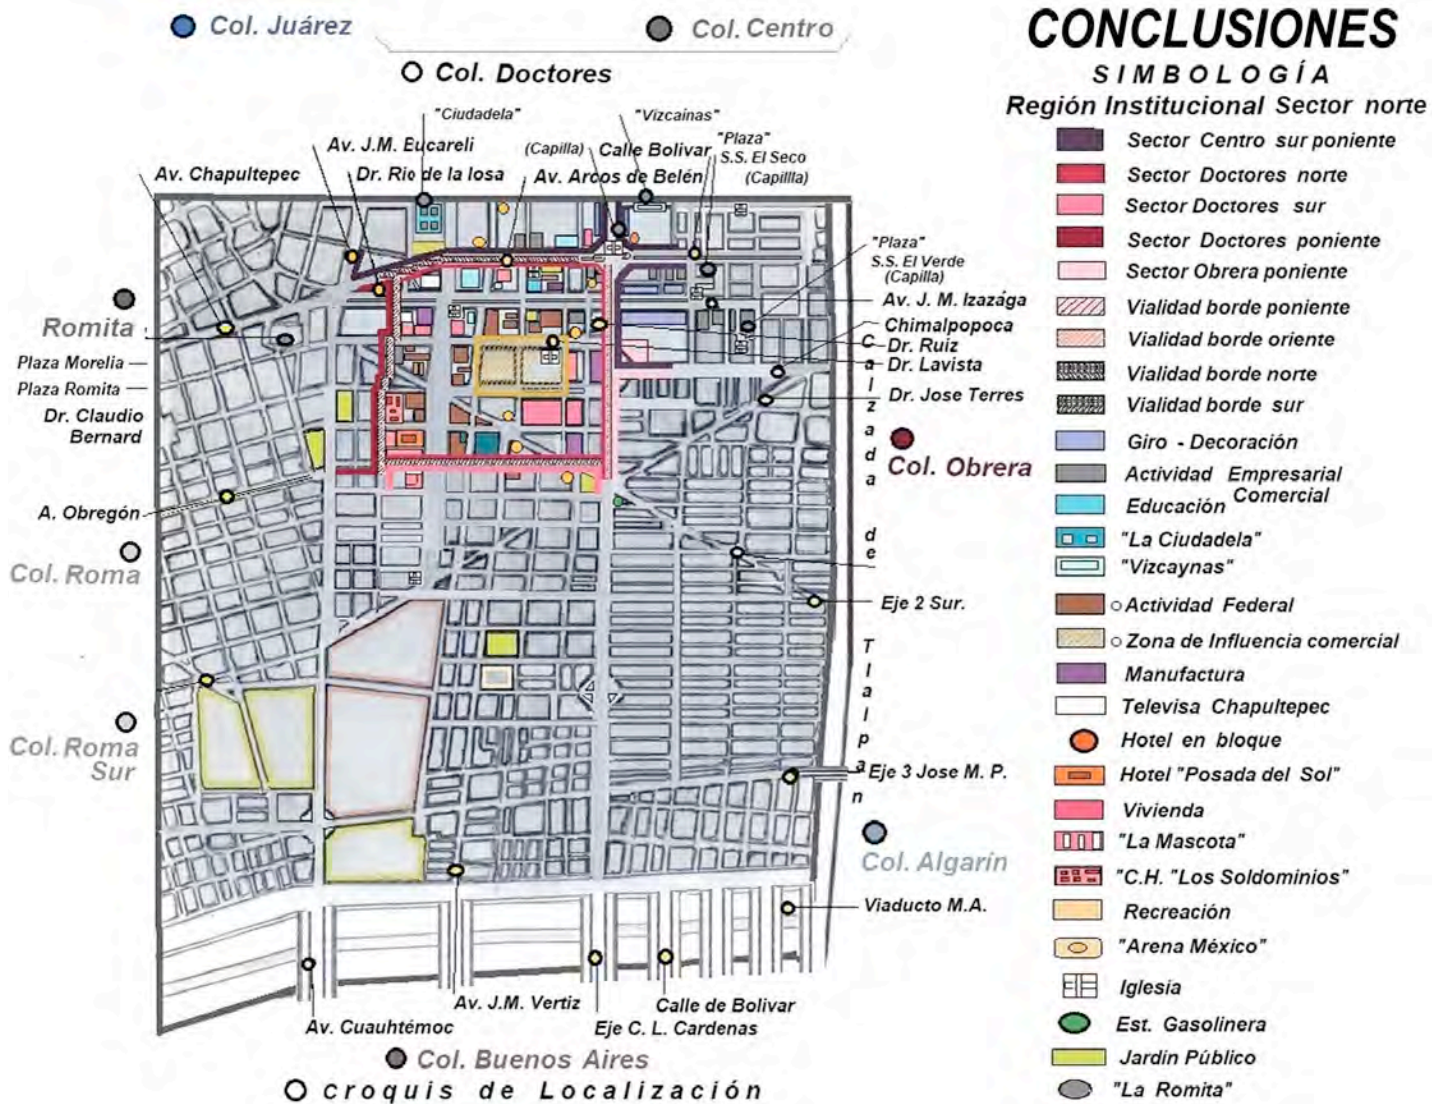 Col. Juárez
Col. Centro
Col. Doctores
"Ciudadela"
"Vizcainas"
Av. J.M. Eucareli
(Capilla)
Calle Bolivar
"Plaza"
S.S. El Seco
(Capillla)
Av. Chapultepec
Dr. Rio de la losa
Av. Arcos de Belén
"Plaza"
S.S. El Verde
(Capilla)
Av. J. M. Izazága
Chimalpopoca
Dr. Ruiz
Dr. Lavista
Dr. Jose Terres
Romita
Plaza Morelia
Plaza Romita
Dr. Claudio
Bernard
Calzada de Tlalpan
Col. Obrera
A. Obregón
Col. Roma
Eje 2 Sur.
Col. Roma
Sur
Eje 3 Jose M. P.
Col. Algarín
Viaducto M.A.
Av. J.M. Vertiz
Calle de Bolivar
Av. Cuauhtémoc
Eje C. L. Cardenas
Col. Buenos Aires
croquis de Localización
CONCLUSIONES
SIMBOLOGÍA
Región Institucional Sector norte
Sector Centro sur poniente
Sector Doctores norte
Sector Doctores sur
Sector Doctores poniente
Sector Obrera poniente
Vialidad borde poniente
Vialidad borde oriente
Vialidad borde norte
Vialidad borde sur
Giro - Decoración
Actividad Empresarial
Comercial
Educación
"La Ciudadela"
"Vizcaynas"
Actividad Federal
Zona de Influencia comercial
Manufactura
Televisa Chapultepec
Hotel en bloque
Hotel "Posada del Sol"
Vivienda
"La Mascota"
"C.H. "Los Soldominios"
Recreación
"Arena México"
Iglesía
Est. Gasolinera
Jardín Público
"La Romita"